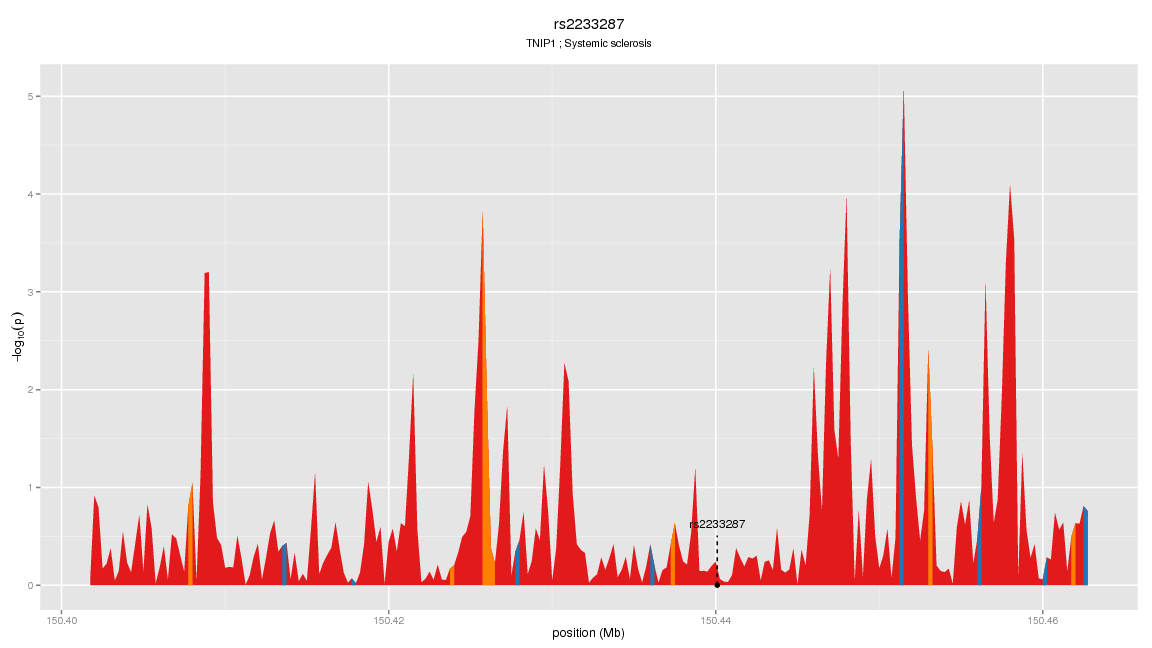 rs2233287
TNIP1 ; Systemic sclerosis
5
4
3
2
1
0
−log10(p)
rs2233287
150.40
150.42
150.44
150.46
position (Mb)